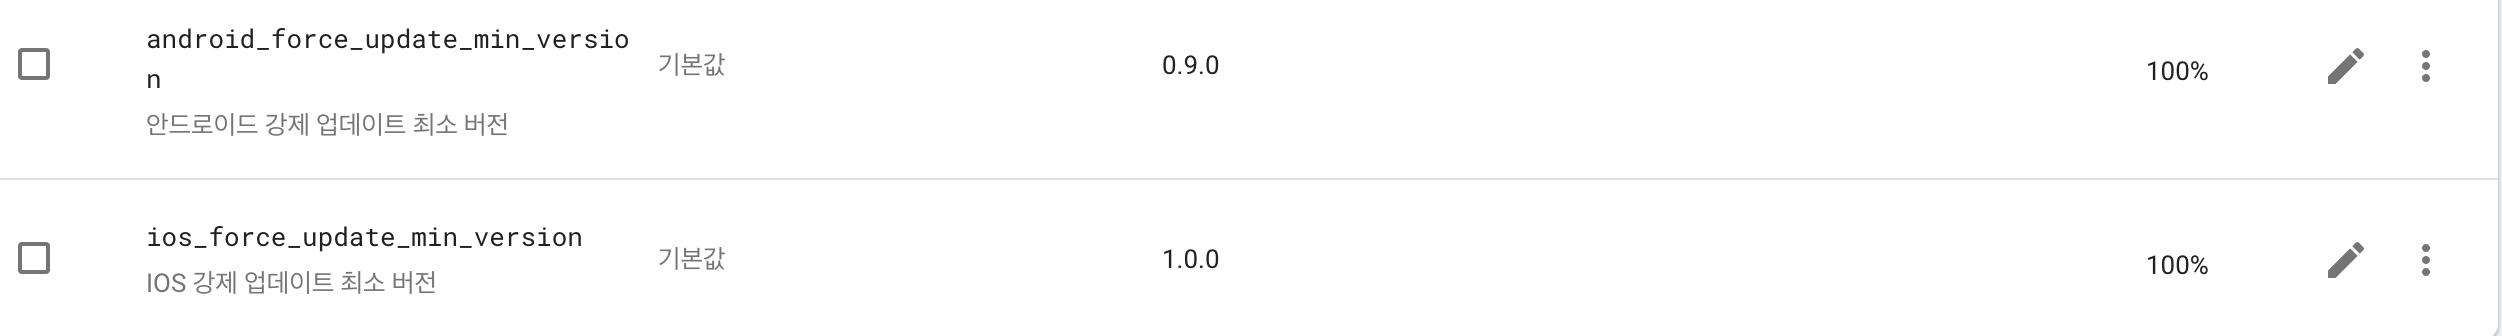 android_force_update_min_versio
n
안드로이드 강제 업데이트 최소 버전
기본값
0.9.0
100%
ios_force_update_min_version
IOS 강제 업데이트 최소 버전
기본값
1.0.0
100%